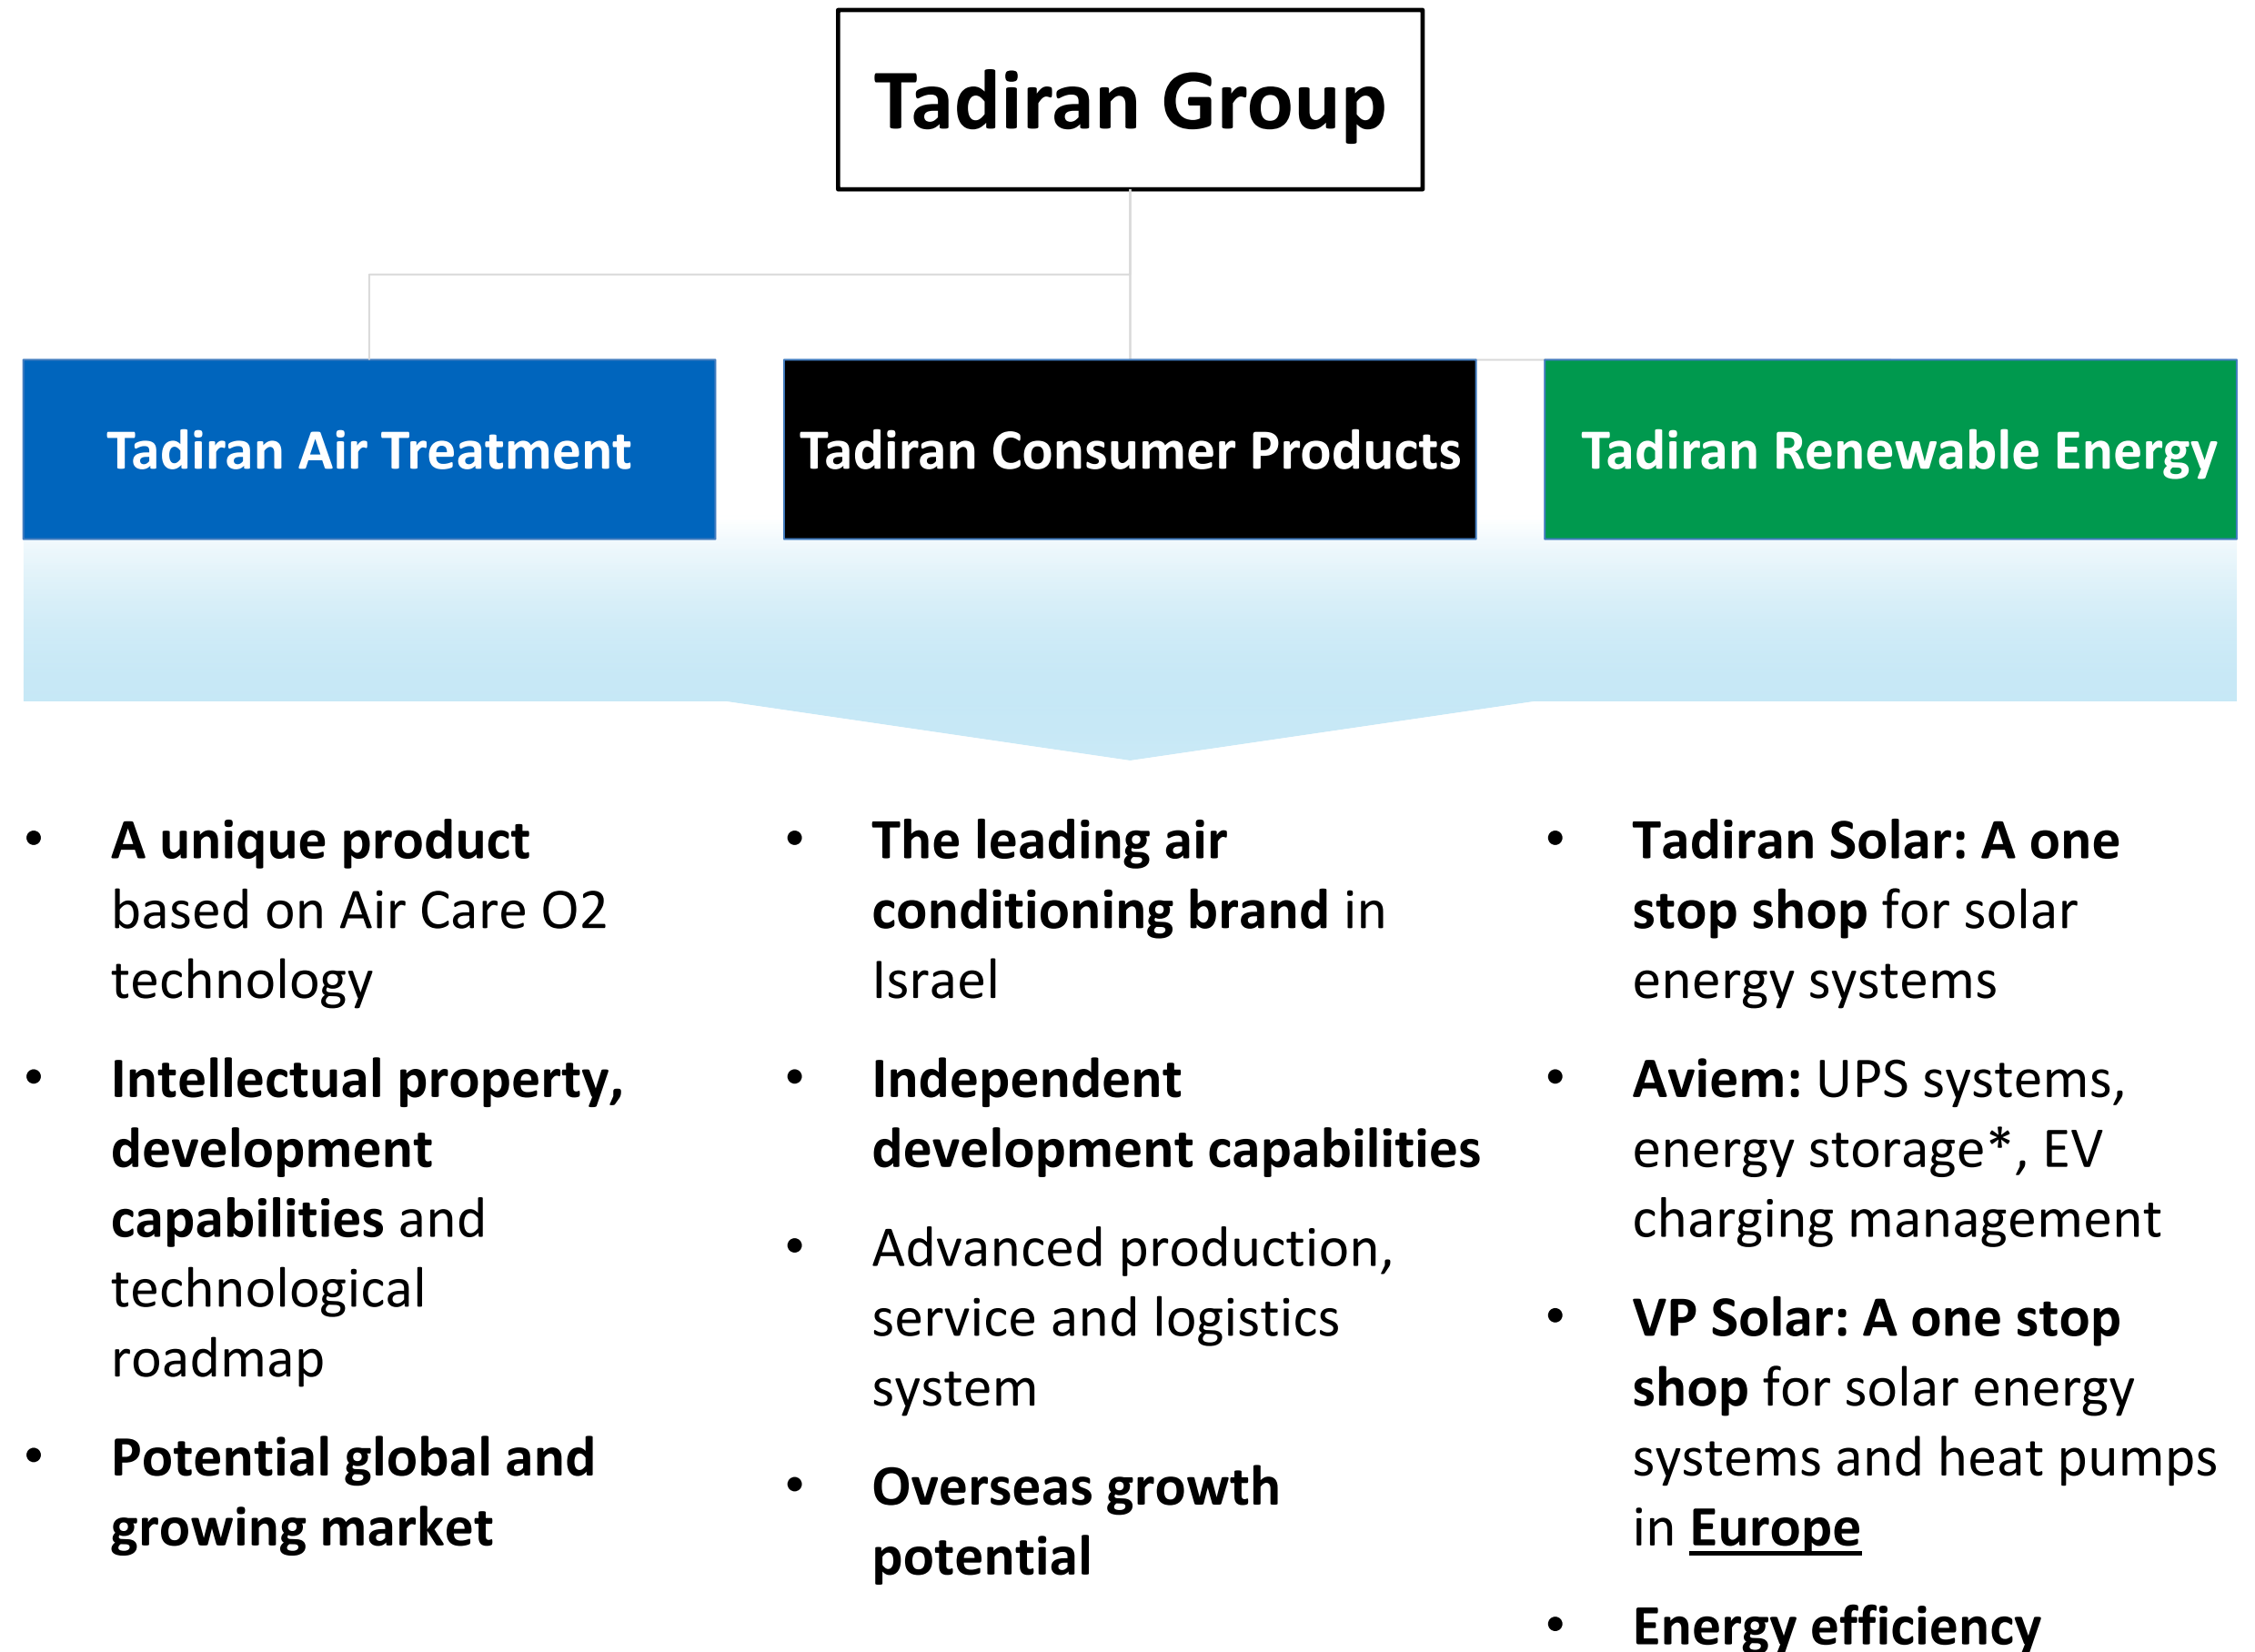 Tadiran Group
Tadiran Air Treatment
Tadiran Consumer Products
Tadiran Renewable Energy
• A unique product
based on Air Care O2
technology
• Intellectual property,
development
capabilities and
technological
roadmap
• Potential global and
growing market
• The leading air
conditioning brand in
Israel
• Independent
development capabilities
• Advanced production,
service and logistics
system
• Overseas growth
potential
• Tadiran Solar: A one
stop shop for solar
energy systems
• Aviem: UPS systems,
energy storage*, EV
charging management
• VP Solar: A one stop
shop for solar energy
systems and heat pumps
in Europe
• Energy efficiency